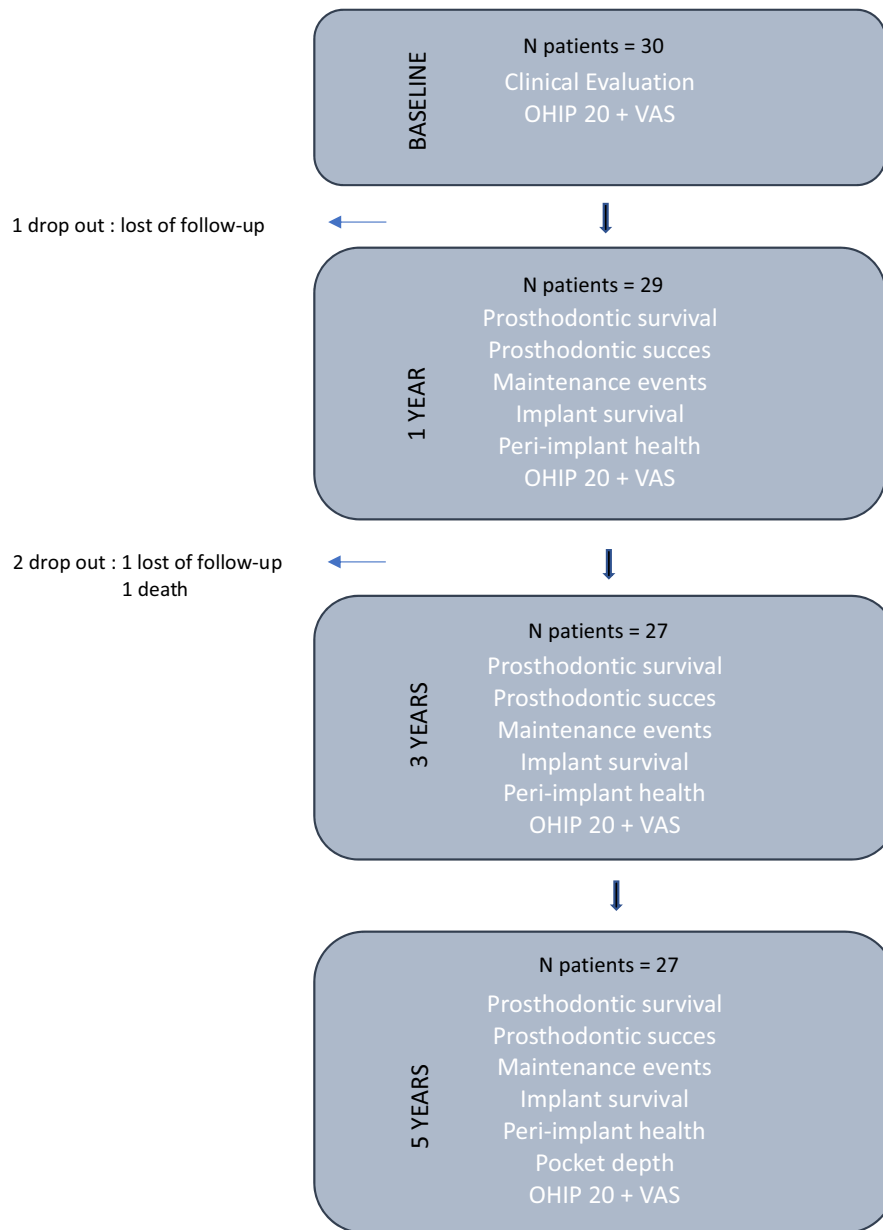 BASELINE
N patients = 30
Clinical Evaluation
OHIP 20 + VAS
1 drop out : lost of follow-up
1 YEAR
N patients = 29
Prosthodontic survival
Prosthodontic succes
Maintenance events
Implant survival
Peri-implant health
OHIP 20 + VAS
2 drop out : 1 lost of follow-up
1 death
3 YEARS
N patients = 27
Prosthodontic survival
Prosthodontic succes
Maintenance events
Implant survival
Peri-implant health
OHIP 20 + VAS
5 YEARS
N patients = 27
Prosthodontic survival
Prosthodontic succes
Maintenance events
Implant survival
Peri-implant health
Pocket depth
OHIP 20 + VAS